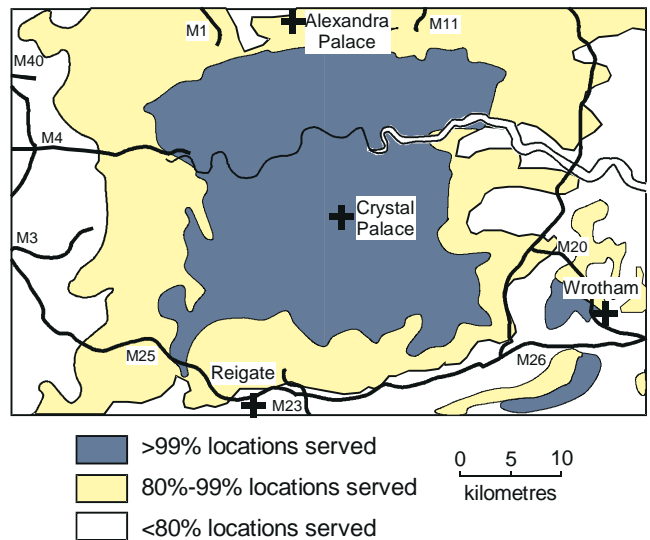 M1
Alexandra
Palace
M11
M40
M4
Crystal
Palace
M3
M20
Wrotham
M25
Reigate
M26
M23
>99% locations served
80%-99% locations served
<80% locations served
0 5 10
kilometres